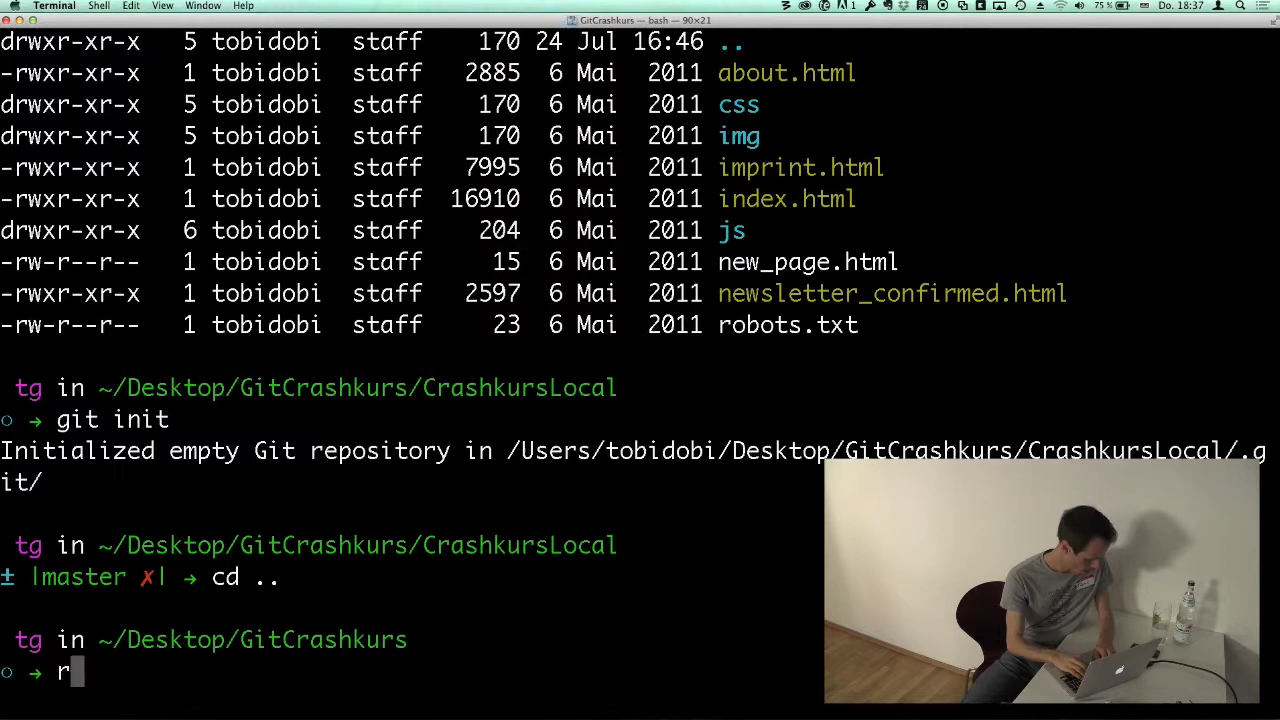 Terminal Shell Edit View Window Help 1 75 % Do. 18:37
GitCrashkurs — bash — 90×21
drwxr-xr-x 5 tobidobi staff 170 24 Jul 16:46 ..
-rwxr-xr-x 1 tobidobi staff 2885 6 Mai 2011 about.html
drwxr-xr-x 5 tobidobi staff 170 6 Mai 2011 css
drwxr-xr-x 5 tobidobi staff 170 6 Mai 2011 img
-rwxr-xr-x 1 tobidobi staff 7995 6 Mai 2011 imprint.html
-rwxr-xr-x 1 tobidobi staff 16910 6 Mai 2011 index.html
drwxr-xr-x 6 tobidobi staff 204 6 Mai 2011 js
-rw-r--r-- 1 tobidobi staff 15 6 Mai 2011 new_page.html
-rwxr-xr-x 1 tobidobi staff 2597 6 Mai 2011 newsletter_confirmed.html
-rw-r--r-- 1 tobidobi staff 23 6 Mai 2011 robots.txt
tg in ~/Desktop/GitCrashkurs/CrashkursLocal
○ → git init
Initialized empty Git repository in /Users/tobidobi/Desktop/GitCrashkurs/CrashkursLocal/.g
it/
tg in ~/Desktop/GitCrashkurs/CrashkursLocal
± |master ✗| → cd ..
tg in ~/Desktop/GitCrashkurs
○ → r